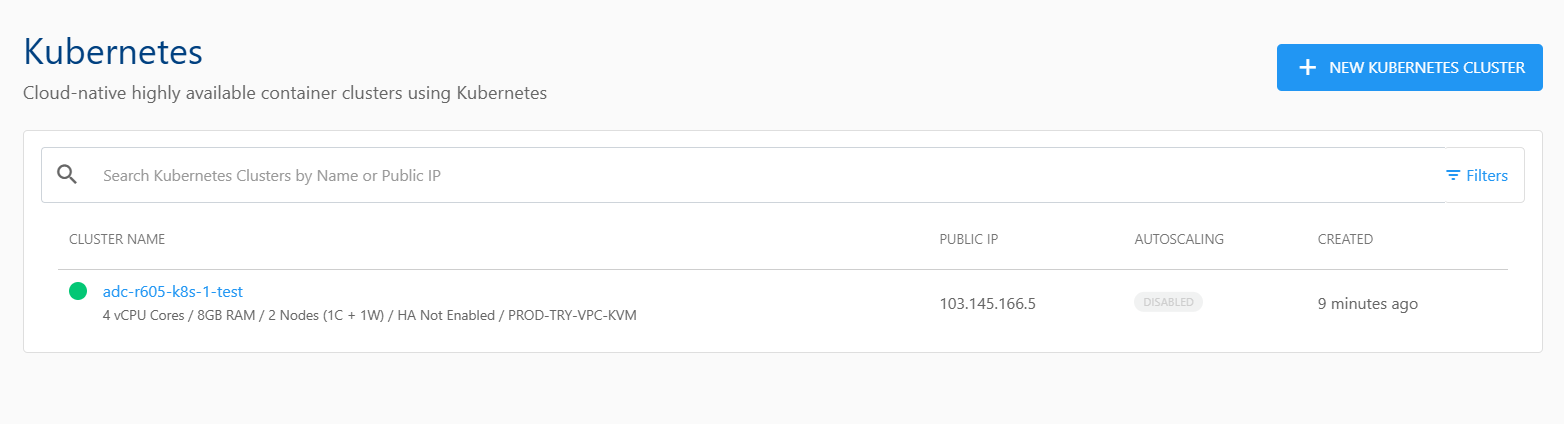 Kubernetes
Cloud-native highly available container clusters using Kubernetes
NEW KUBERNETES CLUSTER
Search Kubernetes Clusters by Name or Public IP
Filters
CLUSTER NAME PUBLIC IP AUTOSCALING CREATED
adc-r605-k8s-1-test
4 vCPU Cores / 8GB RAM / 2 Nodes (1C + 1W) / HA Not Enabled / PROD-TRY-VPC-KVM
103.145.166.5 DISABLED 9 minutes ago